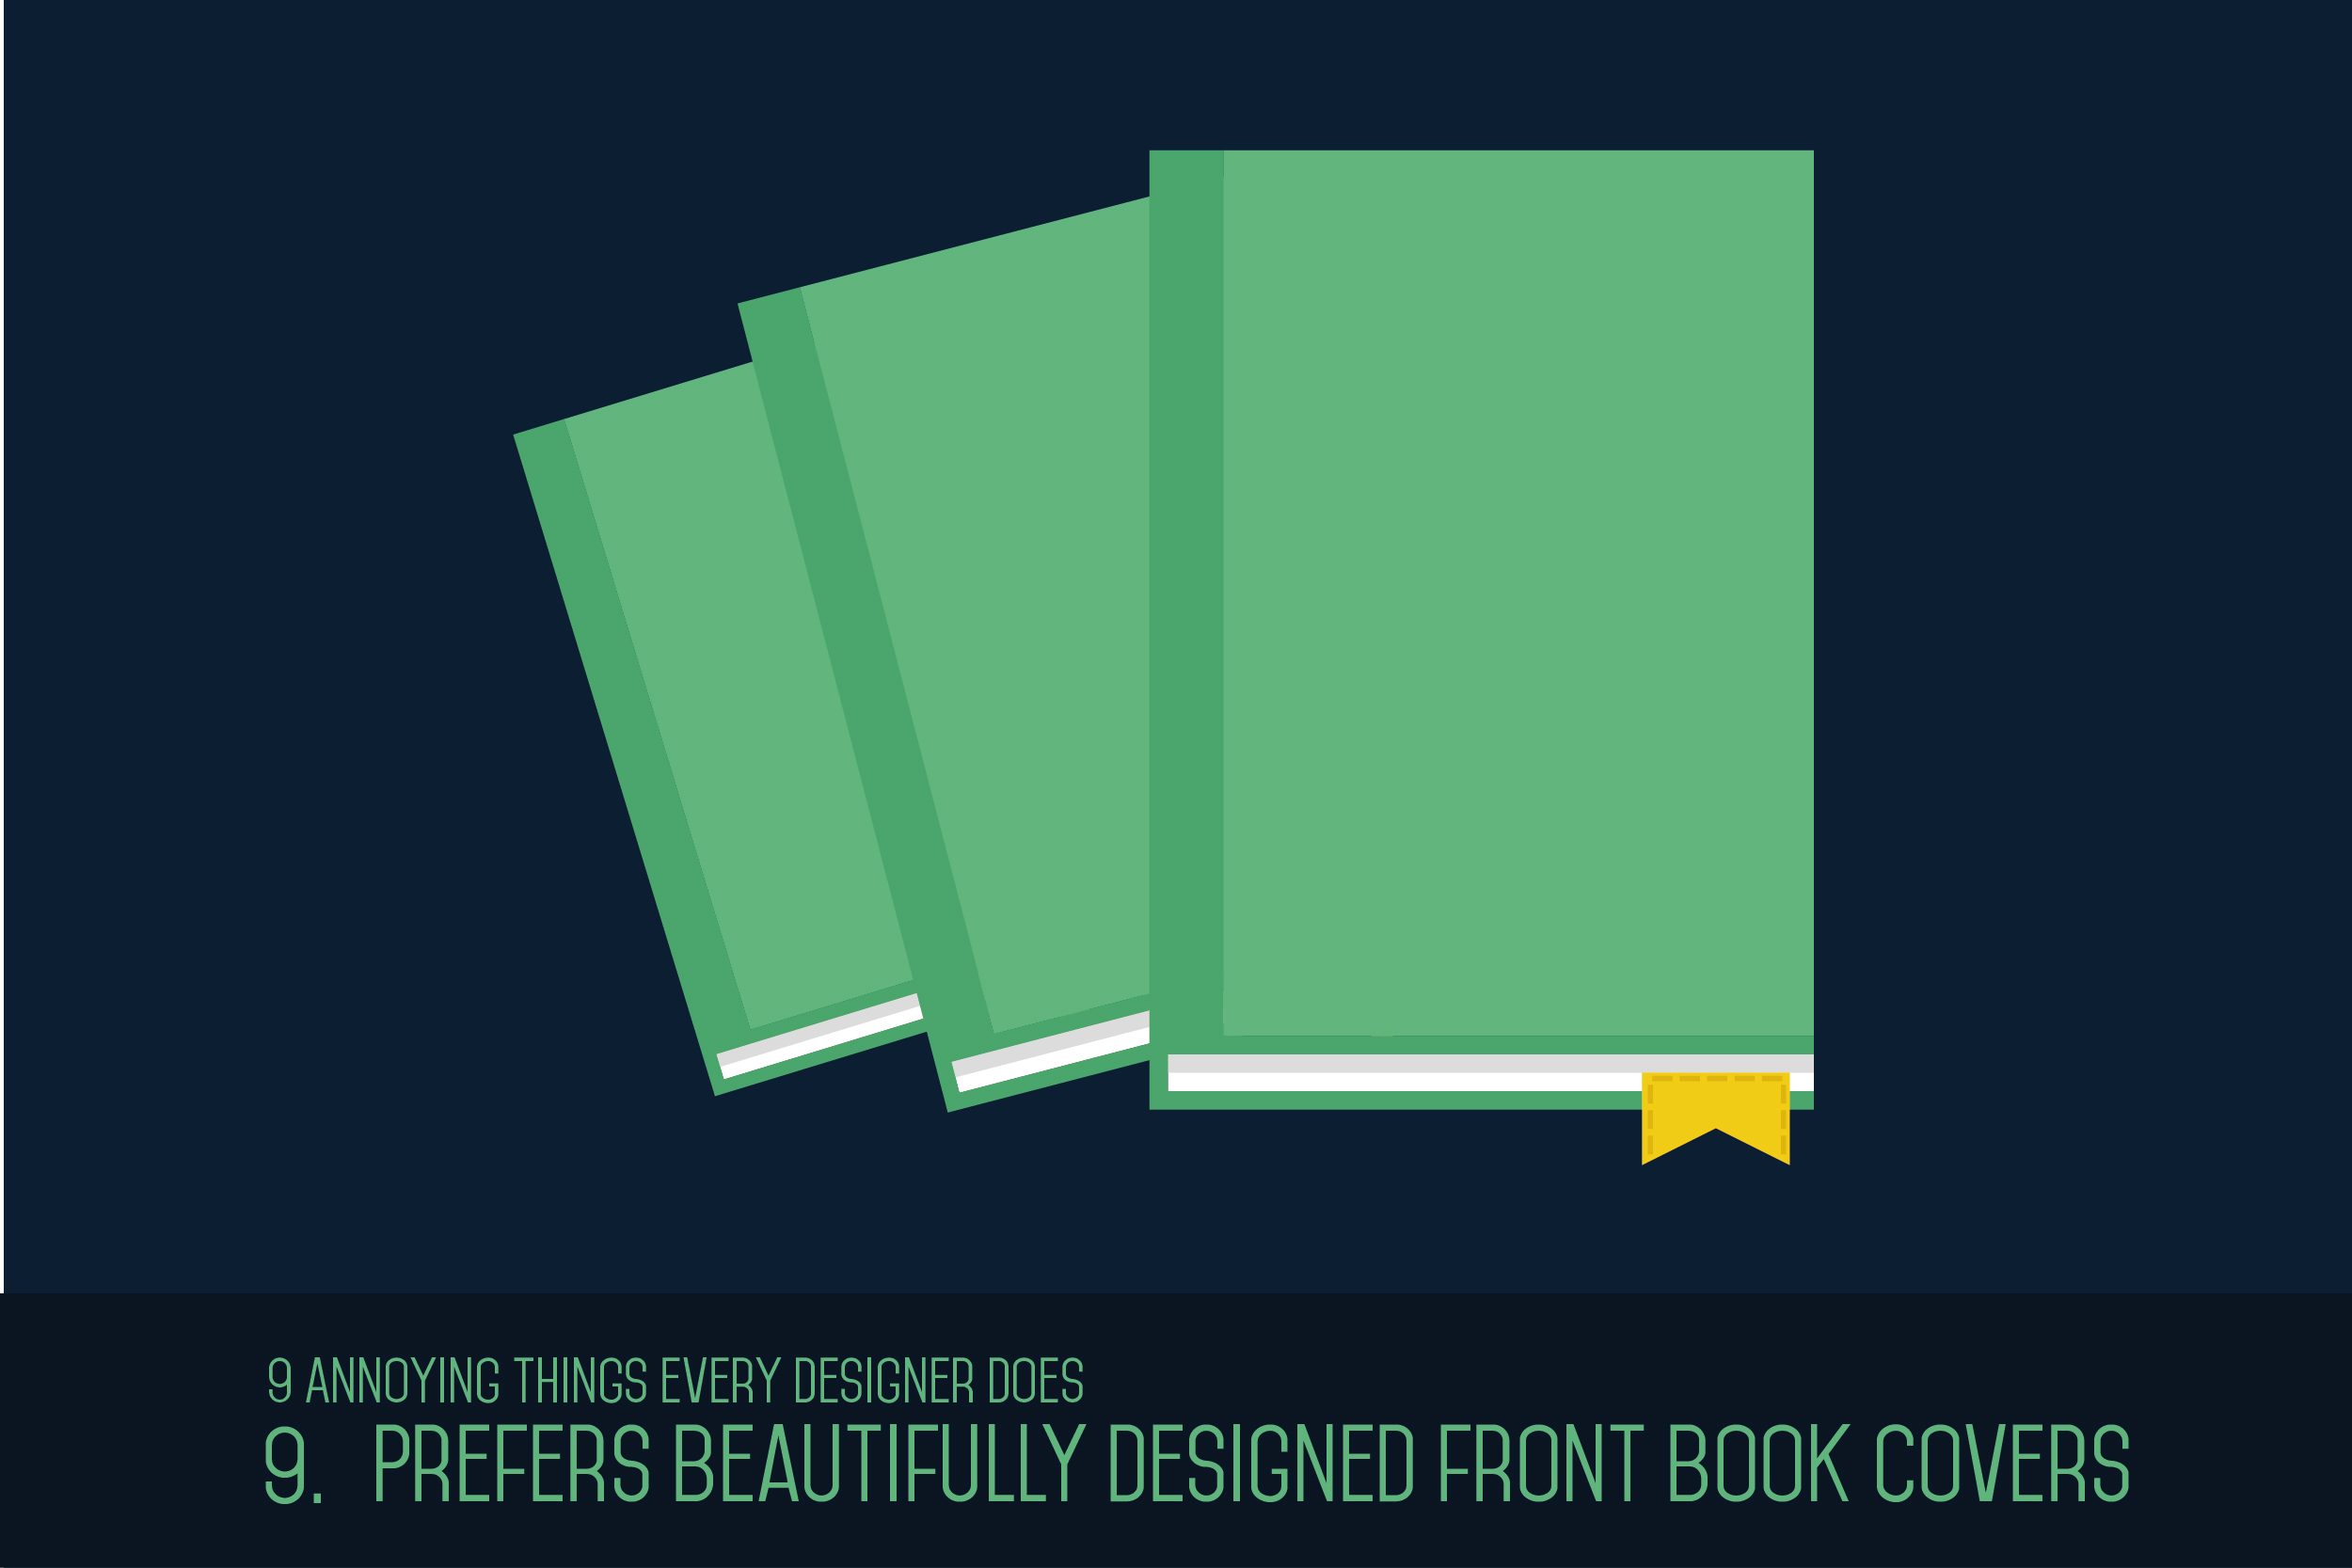 9 ANNOYING THINGS EVERY DESIGNER DOES
9. PREFERS BEAUTIFULLY DESIGNED FRONT BOOK COVERS